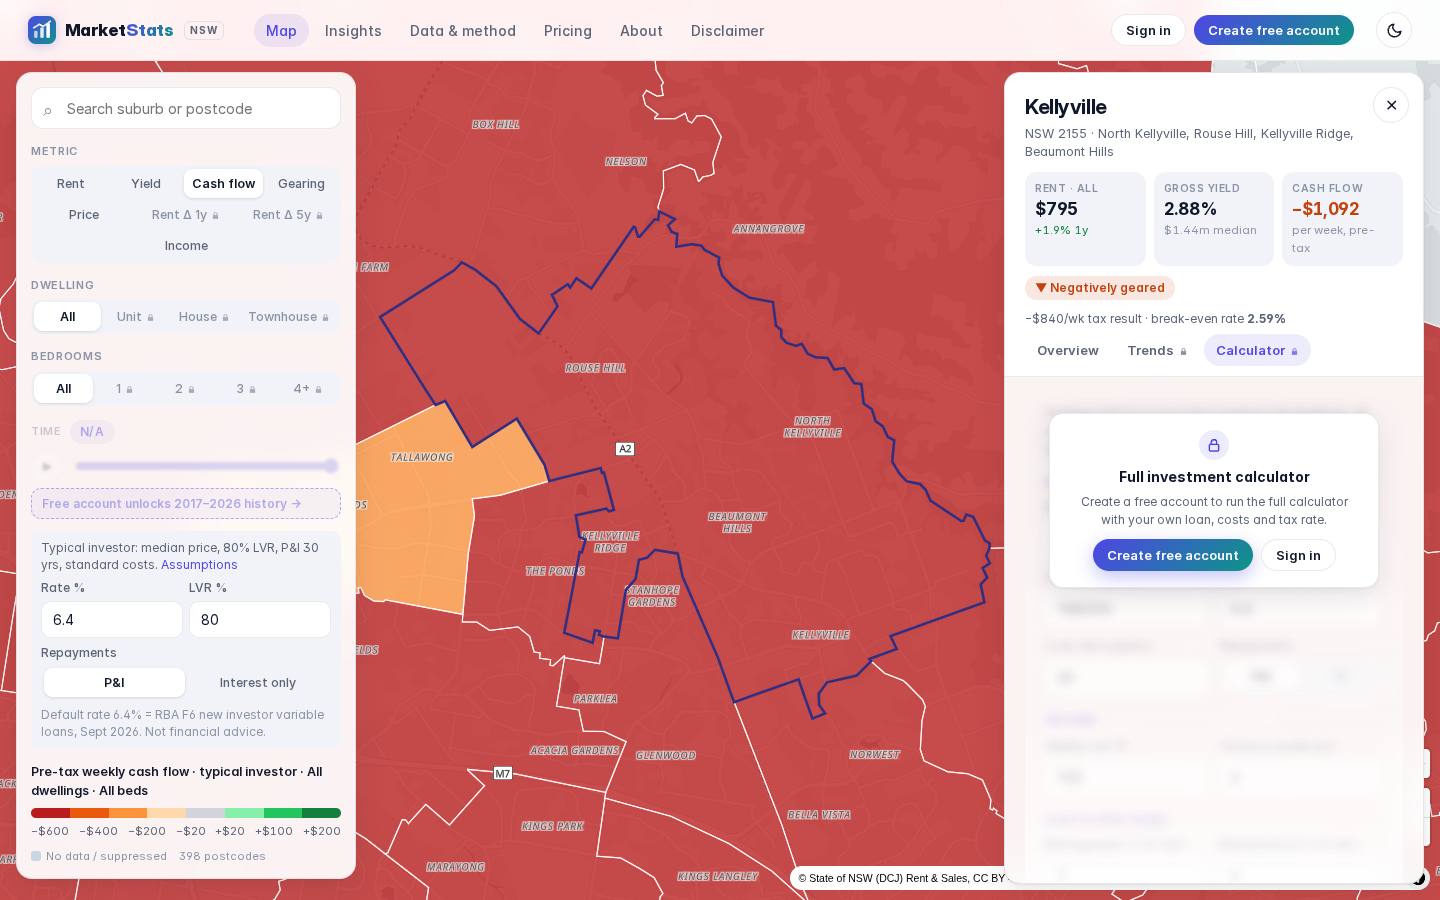 MarketStats NSW
Map
Insights
Data & method
Pricing
About
Disclaimer
Sign in
Create free account
Search suburb or postcode
METRIC
Rent
Yield
Cash flow
Gearing
Price
Rent Δ 1y
Rent Δ 5y
Income
DWELLING
All
Unit
House
Townhouse
BEDROOMS
All
1
2
3
4+
TIME
N/A
Free account unlocks 2017–2026 history →
Typical investor: median price, 80% LVR, P&I 30
yrs, standard costs. Assumptions
Rate %
LVR %
6.4
80
Repayments
P&I
Interest only
Default rate 6.4% = RBA F6 new investor variable
loans, Sept 2026. Not financial advice.
Pre-tax weekly cash flow · typical investor · All
dwellings · All beds
−$600
−$400
−$200
−$20
+$20
+$100
+$200
No data / suppressed
398 postcodes
BOX HILL
NELSON
ANNANGROVE
FARM
ROUSE HILL
NORTH
KELLYVILLE
A2
TALLAWONG
BEAUMONT
HILLS
KELLYVILLE
RIDGE
THE PONDS
STANHOPE
GARDENS
KELLYVILLE
PARKLEA
ACACIA GARDENS
GLENWOOD
NORWEST
M7
BELLA VISTA
KINGS PARK
MARAYONG
KINGS LANGLEY
© State of NSW (DCJ) Rent & Sales, CC BY
Kellyville
NSW 2155 · North Kellyville, Rouse Hill, Kellyville Ridge,
Beaumont Hills
RENT · ALL
$795
+1.9% 1y
GROSS YIELD
2.88%
$1.44m median
CASH FLOW
−$1,092
per week, pre-
tax
▼ Negatively geared
−$840/wk tax result · break-even rate 2.59%
Overview
Trends
Calculator
Full investment calculator
Create a free account to run the full calculator
with your own loan, costs and tax rate.
Create free account
Sign in